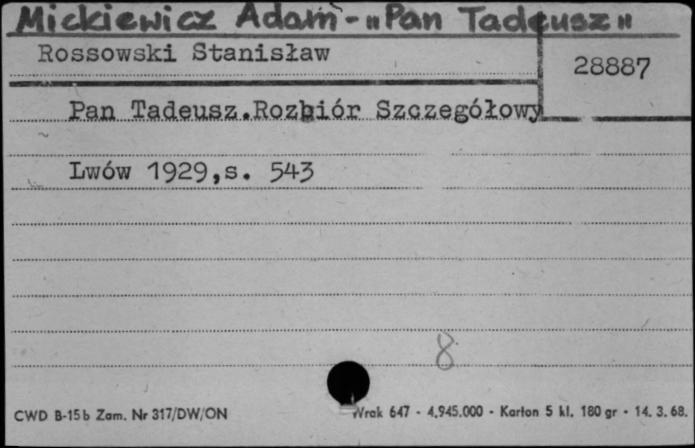 Mickiewicz Adam - „Pan Tadeusz"
Rossowski Stanisław
28887
Pan Tadeusz.Rozbiór Szczegółowy
Lwów 1929,s. 543
8
CWD B-15b Zam. Nr 317/DW/ON Wrak 647 - 4.945.000 - Karton 5 kl. 180 gr - 14. 3. 68.